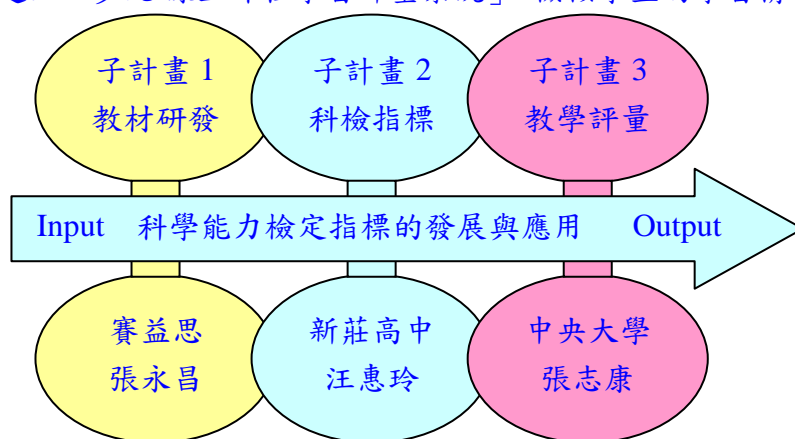 子計畫 1
教材研發
子計畫 2
科檢指標
子計畫 3
教學評量
Input 科學能力檢定指標的發展與應用 Output
賽益思
張永昌
新莊高中
汪惠玲
中央大學
張志康